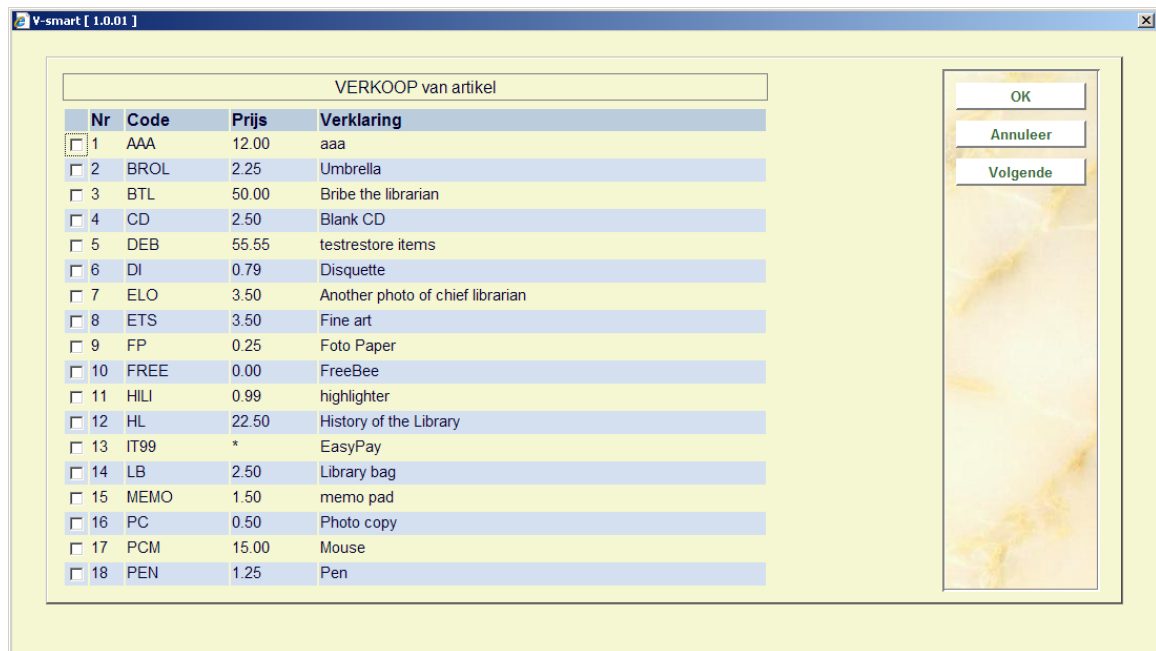 V-smart [ 1.0.01 ]
VERKOOP van artikel
OK
Annuleer
Volgende
Nr Code Prijs Verklaring
1 AAA 12.00 aaa
2 BROL 2.25 Umbrella
3 BTL 50.00 Bribe the librarian
4 CD 2.50 Blank CD
5 DEB 55.55 testrestore items
6 DI 0.79 Disquette
7 ELO 3.50 Another photo of chief librarian
8 ETS 3.50 Fine art
9 FP 0.25 Foto Paper
10 FREE 0.00 FreeBee
11 HILI 0.99 highlighter
12 HL 22.50 History of the Library
13 IT99 * EasyPay
14 LB 2.50 Library bag
15 MEMO 1.50 memo pad
16 PC 0.50 Photo copy
17 PCM 15.00 Mouse
18 PEN 1.25 Pen